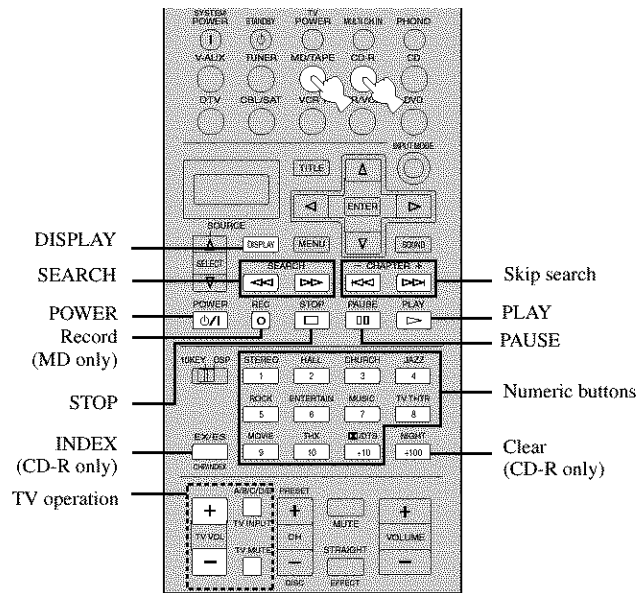 SYSTEM POWER STANDBY TV POWER MULTI CH IN PHONO
V-AUX TUNER MD/TAPE CD-R CD
DTV CBL/SAT VCR DVD
INPUT MODE
TITLE
ENTER
SOURCE
DISPLAY
DISPLAY MENU SOUND
SELECT
SEARCH
SEARCH CHAPTER +
Skip search
POWER
POWER REC STOP PAUSE PLAY
PLAY
Record
(MD only)
PAUSE
10KEY DSP
STEREO HALL CHURCH JAZZ
1 2 3 4
Numeric buttons
STOP
ROCK ENTERTAIN MUSIC TV THTR
5 6 7 8
INDEX
(CD-R only)
EX/ES MOVIE THX /DTS NIGHT
9 10 +10 +100
CHP/INDEX
Clear
(CD-R only)
TV operation
A/B/C/D/E PRESET
+ + +
TV INPUT MUTE
TV VOL CH VOLUME
TV MUTE STRAIGHT
DISC EFFECT